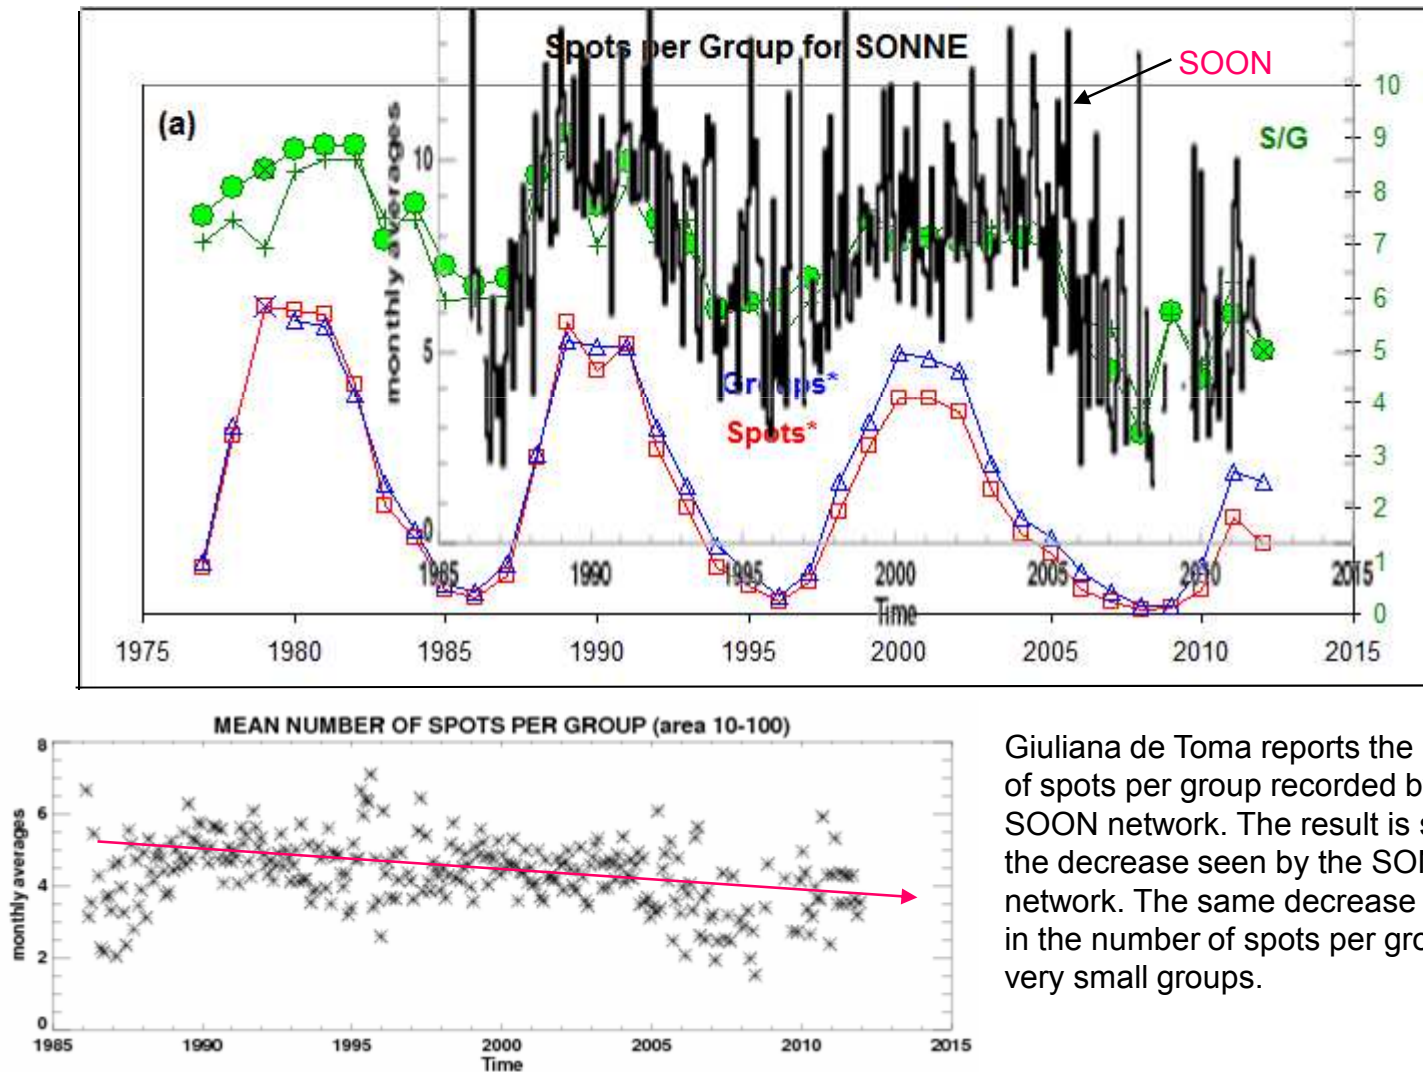 Spots per Group for SONNE
SOON
(a)
S/G
monthly averages
10
5
0
10
9
8
7
6
5
4
3
2
1
0
Groups*
Spots*
1985 1990 1995 2000 2005 2010 2015
Time
1975 1980 1985 1990 1995 2000 2005 2010 2015
MEAN NUMBER OF SPOTS PER GROUP (area 10-100)
monthly averages
8
6
4
2
0
1985 1990 1995 2000 2005 2010 2015
Time
Giuliana de Toma reports the
of spots per group recorded b
SOON network. The result is s
the decrease seen by the SO
network. The same decrease
in the number of spots per gro
very small groups.